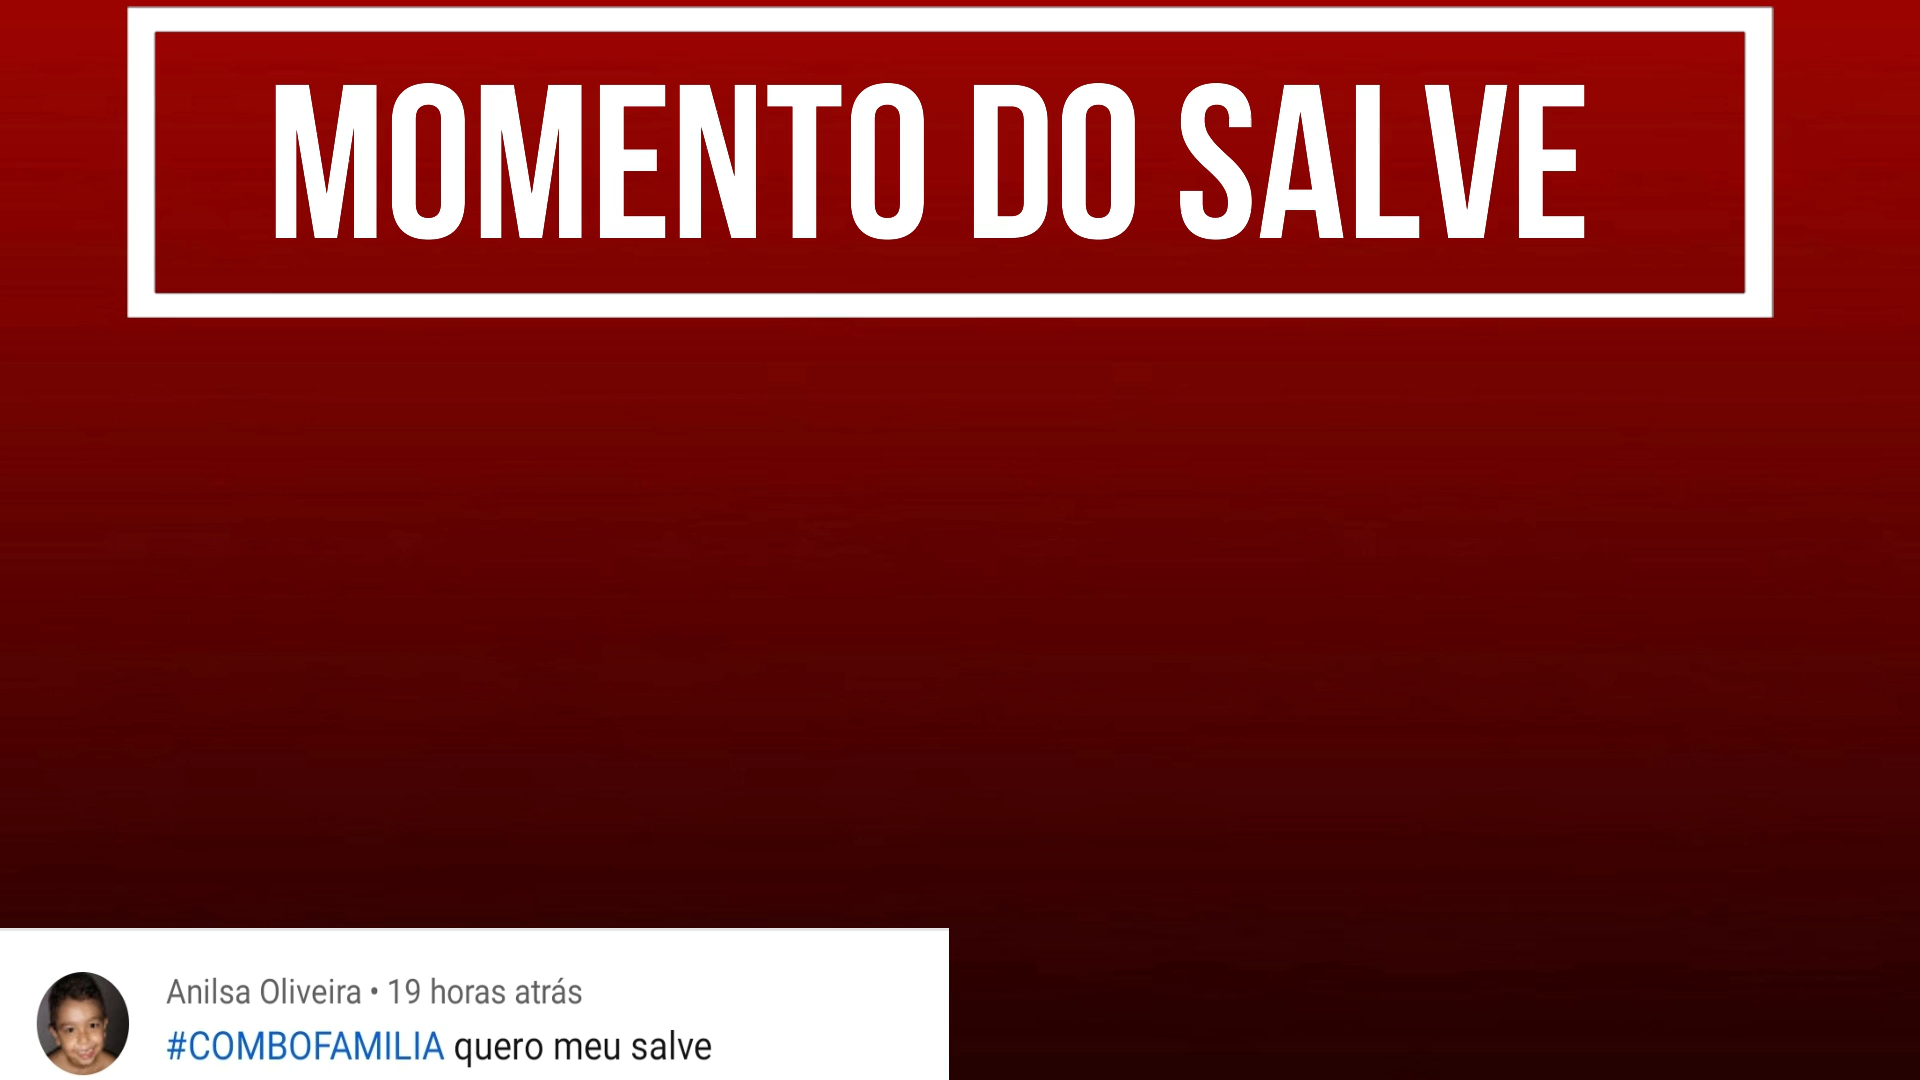 MOMENTO DO SALVE
Anilsa Oliveira • 19 horas atrás
#COMBOFAMILIA quero meu salve